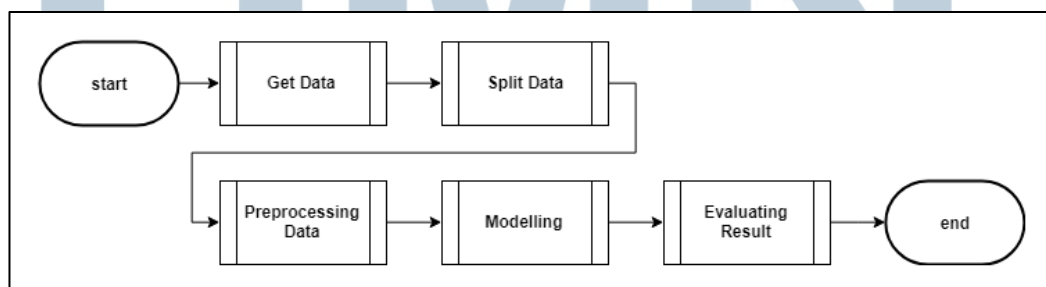 start
Get Data
Split Data
Preprocessing
Data
Modelling
Evaluating
Result
end